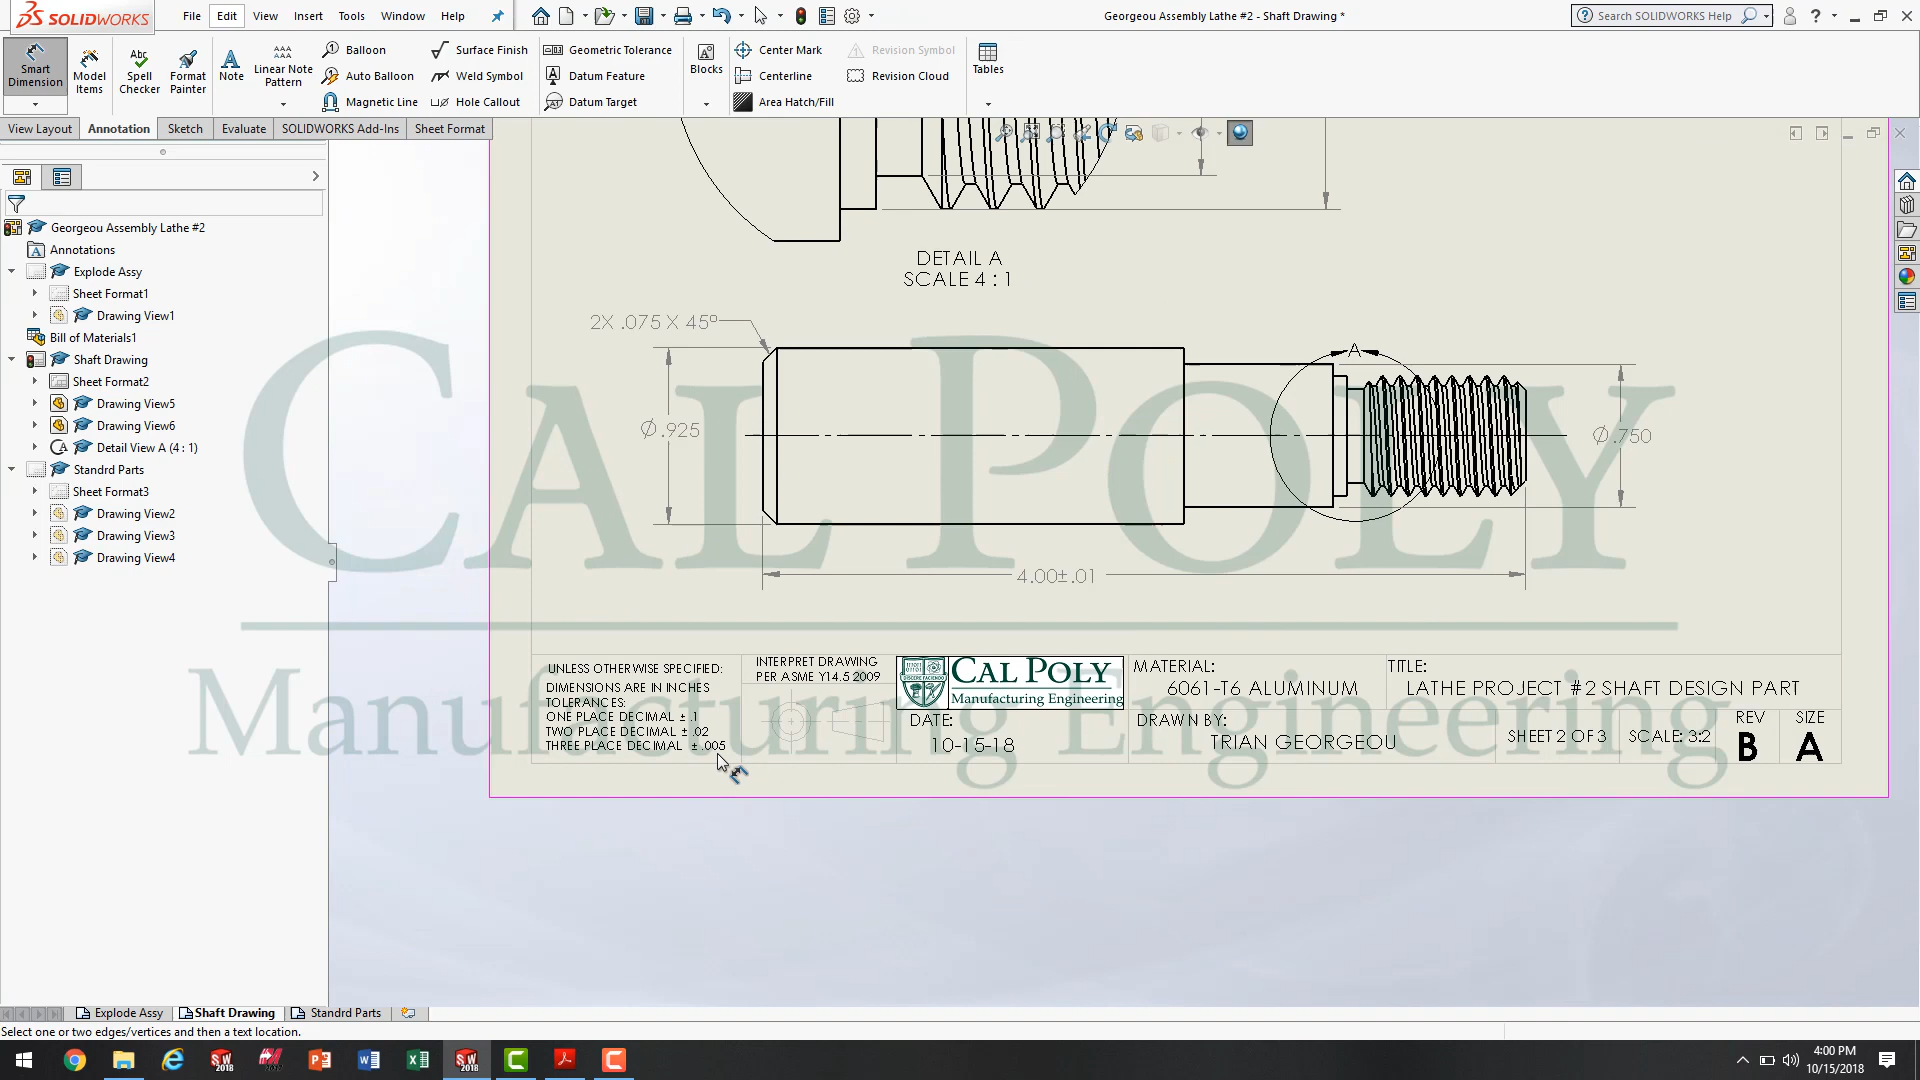 SOLIDWORKS
File Edit View Insert Tools Window Help
Georgeou Assembly Lathe #2 - Shaft Drawing *
Search SOLIDWORKS Help
Smart Dimension
Model Items
Abc
Spell Checker
Format Painter
Note
Linear Note Pattern
Balloon
Auto Balloon
Magnetic Line
Surface Finish
Weld Symbol
Hole Callout
Geometric Tolerance
Datum Feature
Datum Target
Blocks
Center Mark
Centerline
Area Hatch/Fill
Revision Symbol
Revision Cloud
Tables
View Layout Annotation Sketch Evaluate SOLIDWORKS Add-Ins Sheet Format
Georgeou Assembly Lathe #2
Annotations
Explode Assy
Sheet Format1
Drawing View1
Bill of Materials1
Shaft Drawing
Sheet Format2
Drawing View5
Drawing View6
Detail View A (4 : 1)
Standrd Parts
Sheet Format3
Drawing View2
Drawing View3
Drawing View4
DETAIL A
SCALE 4 : 1
2X .075 X 45°
A
Ø.925
Ø.750
4.00±.01
CAL POLY
Manufacturing Engineering
UNLESS OTHERWISE SPECIFIED:
DIMENSIONS ARE IN INCHES
TOLERANCES:
ONE PLACE DECIMAL ± .1
TWO PLACE DECIMAL ± .02
THREE PLACE DECIMAL ± .005
INTERPRET DRAWING
PER ASME Y14.5 2009
CAL POLY
Manufacturing Engineering
DATE:
10-15-18
MATERIAL:
6061-T6 ALUMINUM
DRAWN BY:
TRIAN GEORGEOU
TITLE:
LATHE PROJECT #2 SHAFT DESIGN PART
SHEET 2 OF 3
SCALE: 3:2
REV
B
SIZE
A
Explode Assy Shaft Drawing Standrd Parts
Select one or two edges/vertices and then a text location.
4:00 PM
10/15/2018